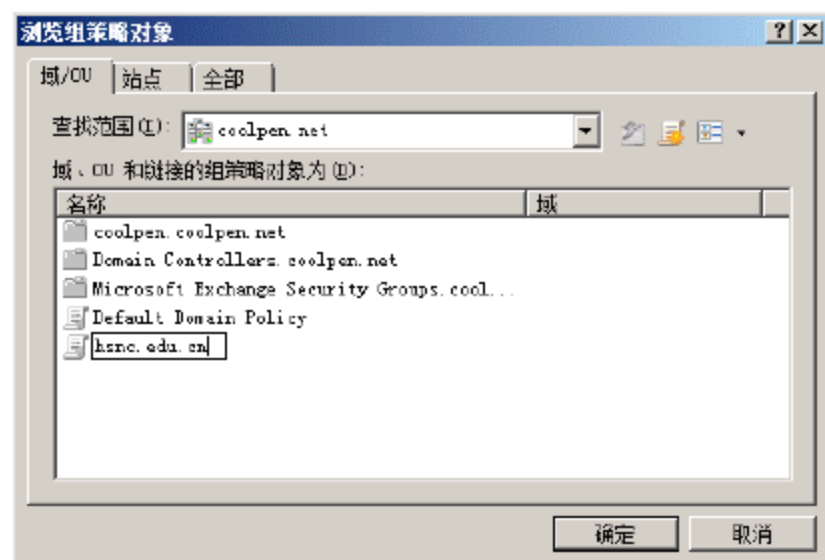 浏览组策略对象
域/OU 站点 全部
查找范围(I): coolpen.net
域、OU 和链接的组策略对象为(D):
名称 域
coolpen.coolpen.net
Domain Controllers.coolpen.net
Microsoft Exchange Security Groups.cool...
Default Domain Policy
hsnc.edu.cn
确定 取消